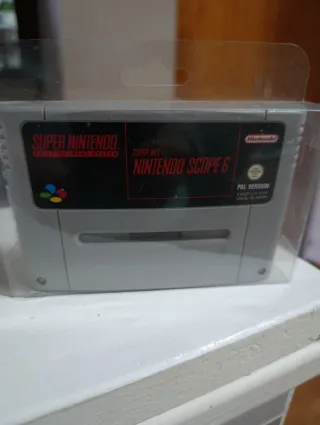 SUPER NINTENDO
ENTERTAINMENT SYSTEM
SUPER NES
NINTENDO SCOPE 6
Nintendo
PAL VERSION